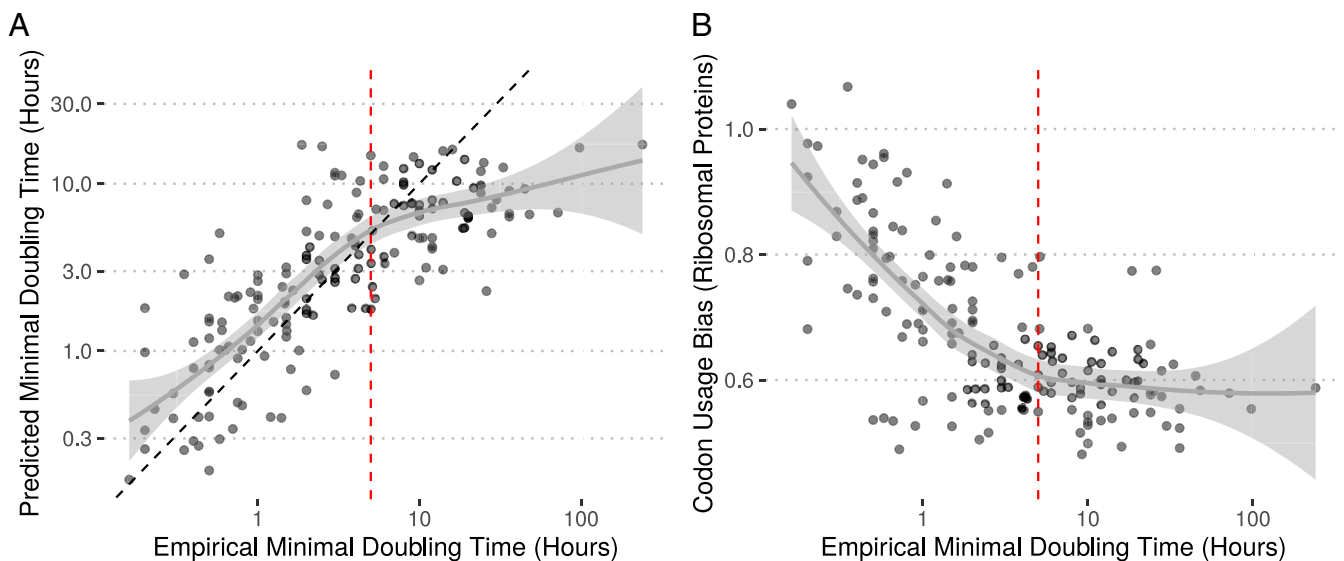 A
Predicted Minimal Doubling Time (Hours)
30.0
10.0
3.0
1.0
0.3
1
10
100
Empirical Minimal Doubling Time (Hours)
B
Codon Usage Bias (Ribosomal Proteins)
1.0
0.8
0.6
1
10
100
Empirical Minimal Doubling Time (Hours)